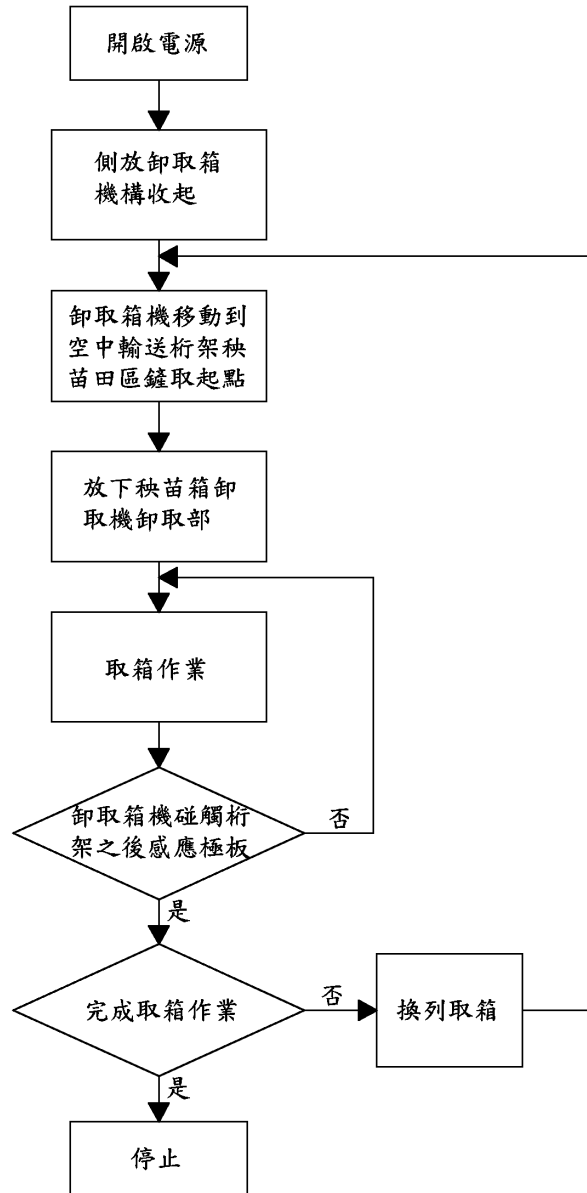 開啟電源
側放卸取箱
機構收起
卸取箱機移動到
空中輸送桁架秧
苗田區鏟取起點
放下秧苗箱卸
取機卸取部
取箱作業
卸取箱機碰觸桁
架之後感應極板
否
是
完成取箱作業
否
換列取箱
是
停止